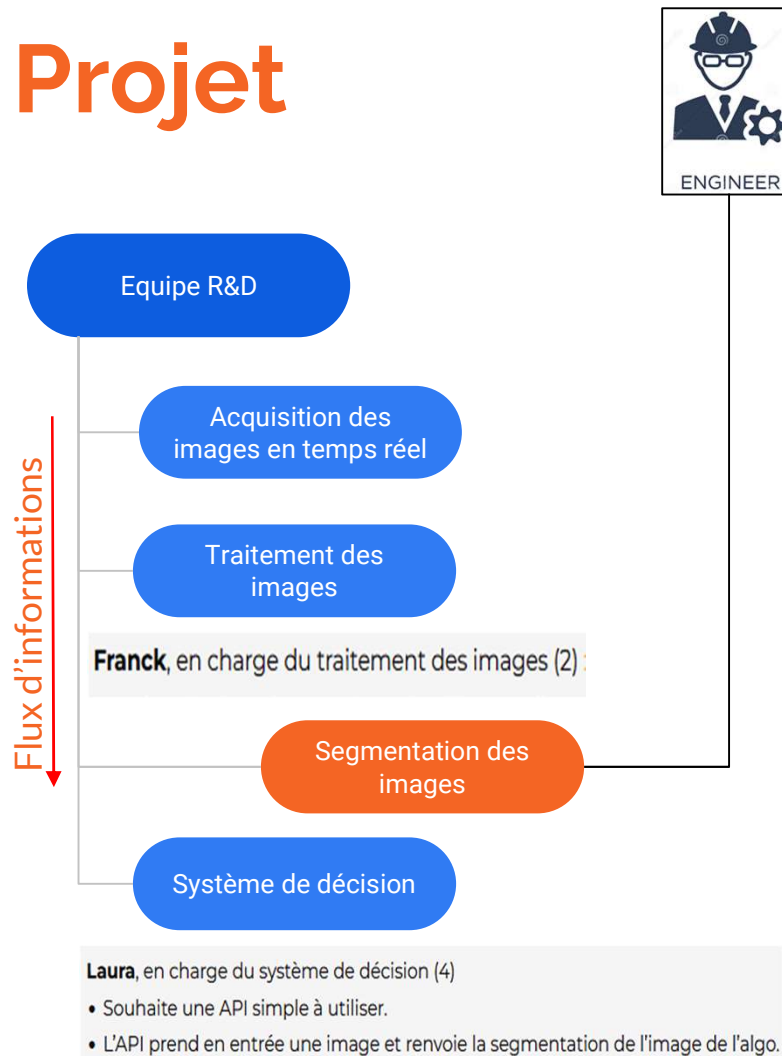 Projet
ENGINEER
Equipe R&D
Acquisition des
images en temps réel
Flux d'informations
Traitement des
images
Franck, en charge du traitement des images (2) :
Segmentation des
images
Système de décision
Laura, en charge du système de décision (4)
• Souhaite une API simple à utiliser.
• L'API prend en entrée une image et renvoie la segmentation de l'image de l'algo.